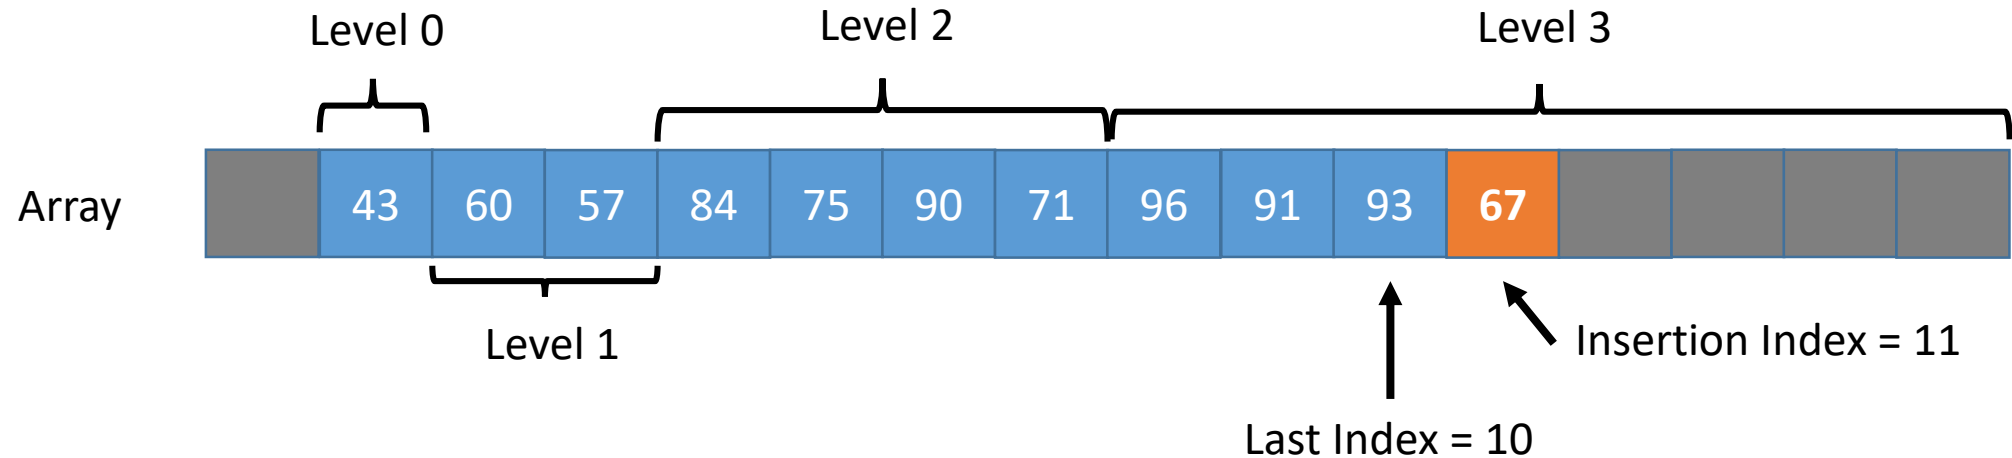 Level 0
Level 2
Level 3
Array 43 60 57 84 75 90 71 96 91 93 67
Level 1
Insertion Index = 11
Last Index = 10